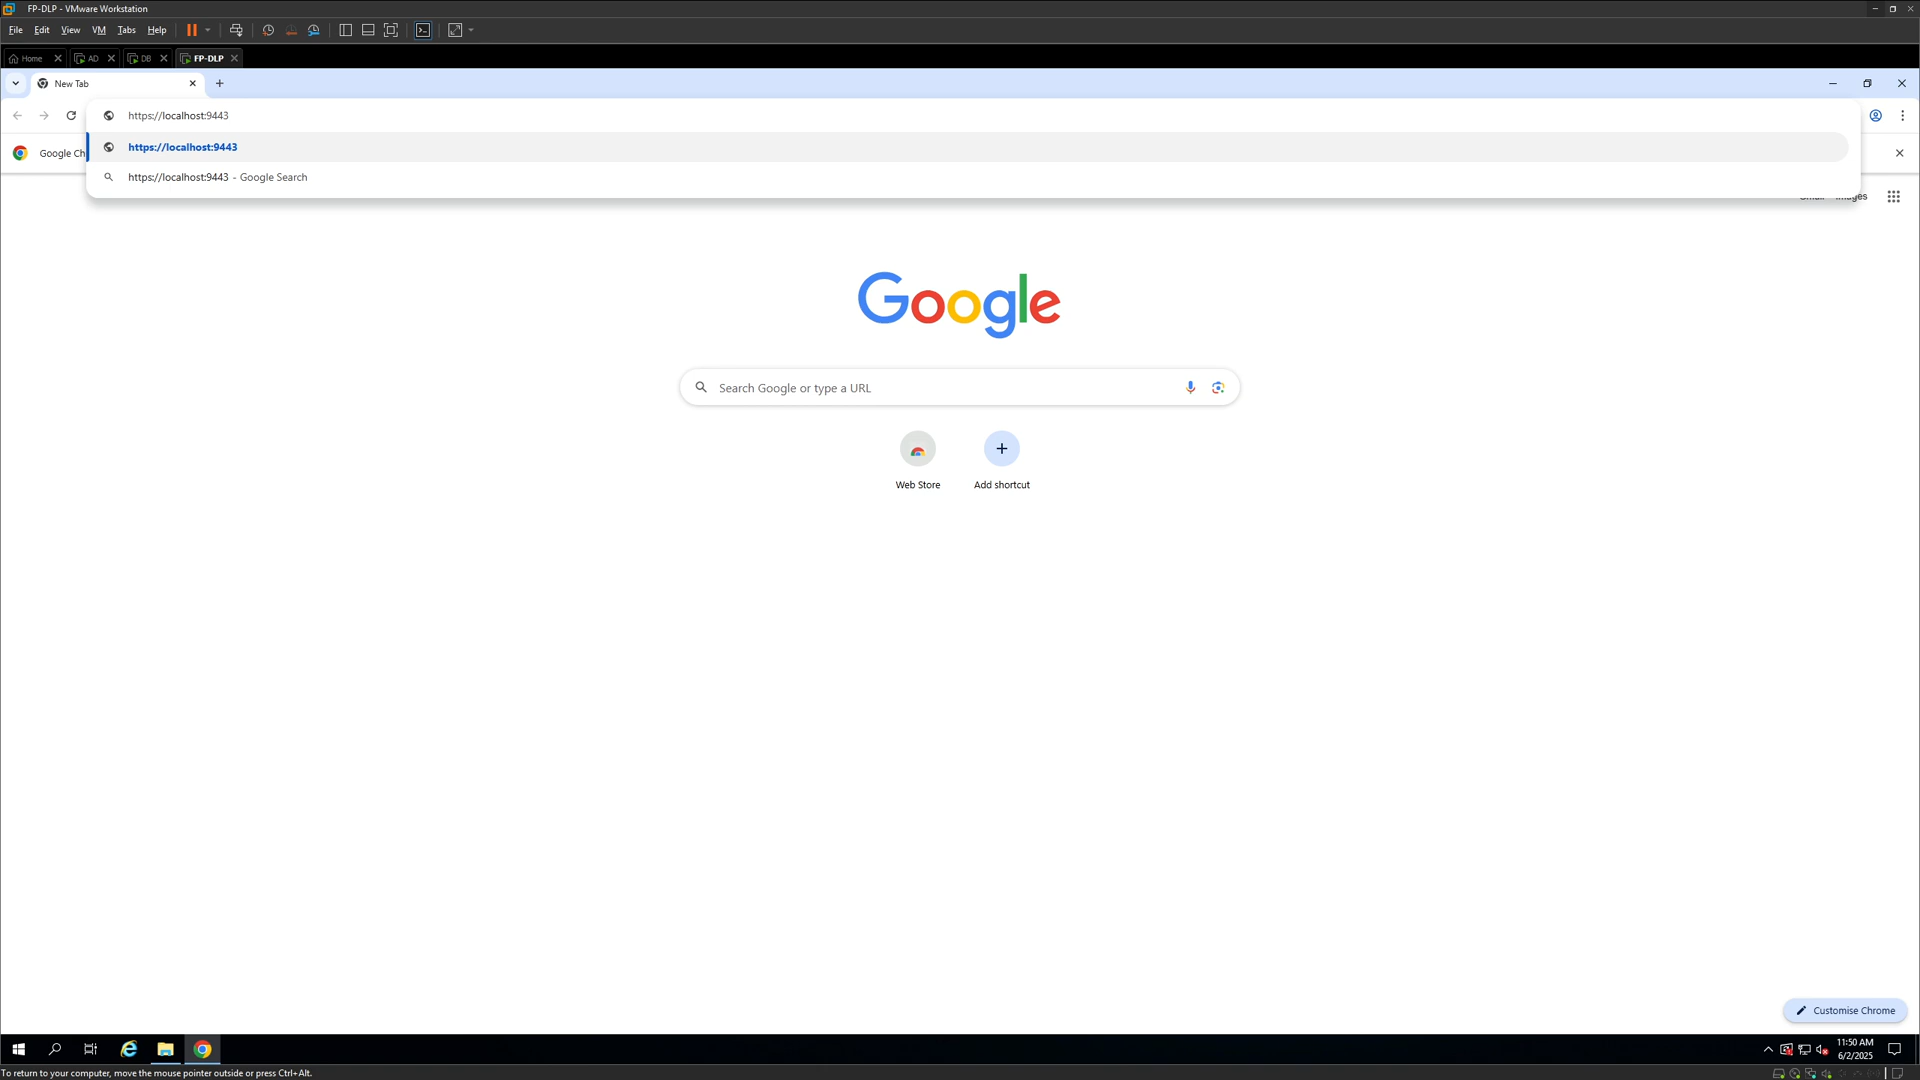 FP-DLP - VMware Workstation
File Edit View VM Tabs Help
Home AD DB FP-DLP
New Tab
https://localhost:9443
Google Ch
https://localhost:9443
https://localhost:9443 - Google Search
Images
Google
Search Google or type a URL
Web Store
Add shortcut
Customise Chrome
11:50 AM
6/2/2025
To return to your computer, move the mouse pointer outside or press Ctrl+Alt.